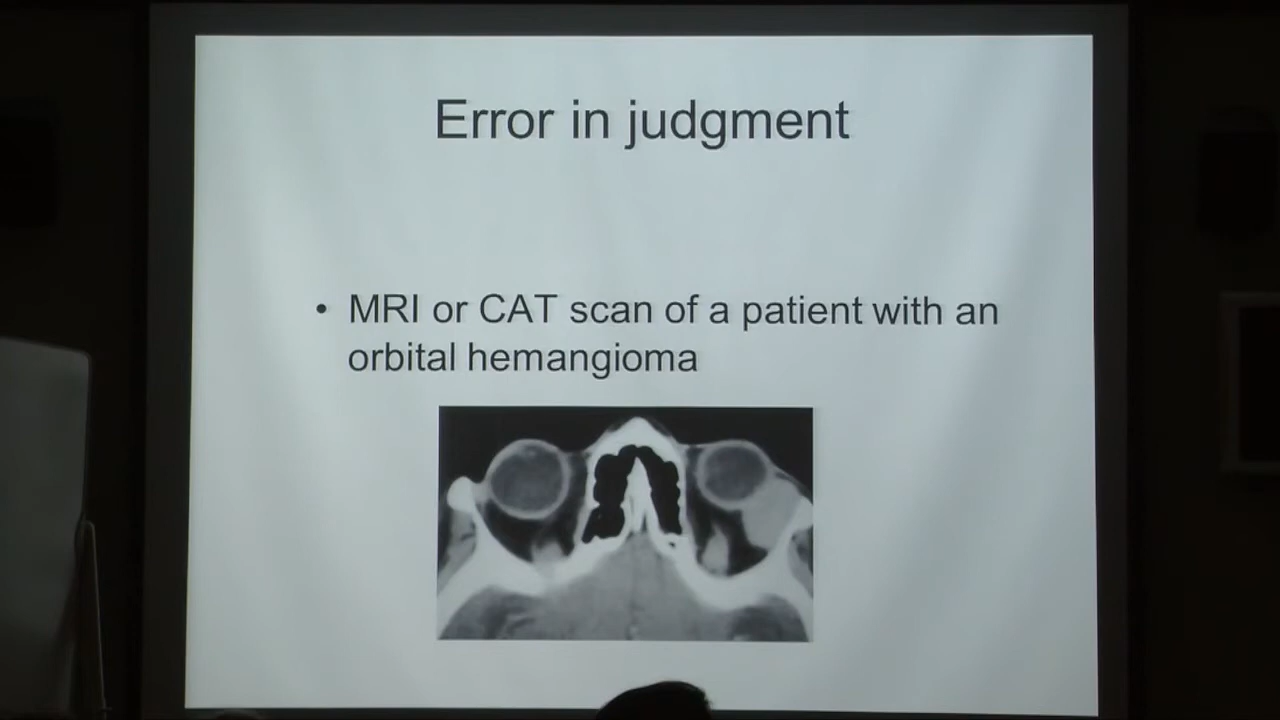 Error in judgment
• MRI or CAT scan of a patient with an
orbital hemangioma